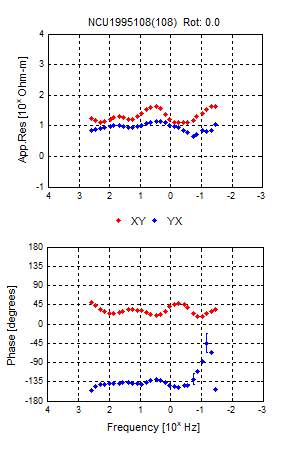 NCU1995108(108) Rot: 0.0
App.Res [10^x Ohm-m]
4
3
2
1
0
-1
4 3 2 1 0 -1 -2 -3
XY YX
Phase [degrees]
180
135
90
45
0
-45
-90
-135
-180
4 3 2 1 0 -1 -2 -3
Frequency [10^x Hz]